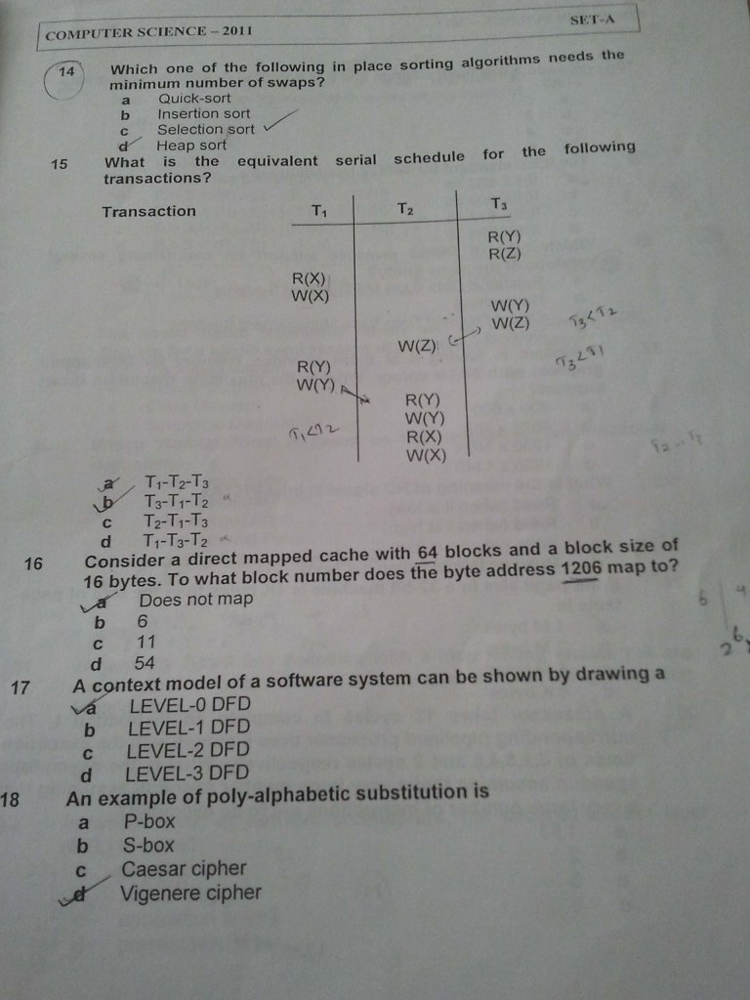 COMPUTER SCIENCE – 2011
SET-A
14 Which one of the following in place sorting algorithms needs the
minimum number of swaps?
a Quick-sort
b Insertion sort
c Selection sort
d Heap sort
15 What is the equivalent serial schedule for the following
transactions?
Transaction T1 T2 T3
R(Y)
R(Z)
R(X)
W(X)
W(Y)
W(Z) T3<T2
W(Z)
T3<T1
R(Y)
W(Y)
R(Y)
W(Y)
T1<T2
R(X)
W(X)
a T1-T2-T3
b T3-T1-T2
c T2-T1-T3
d T1-T3-T2
16 Consider a direct mapped cache with 64 blocks and a block size of
16 bytes. To what block number does the byte address 1206 map to?
a Does not map
b 6
c 11
d 54
17 A context model of a software system can be shown by drawing a
a LEVEL-0 DFD
b LEVEL-1 DFD
c LEVEL-2 DFD
d LEVEL-3 DFD
18 An example of poly-alphabetic substitution is
a P-box
b S-box
c Caesar cipher
d Vigenere cipher